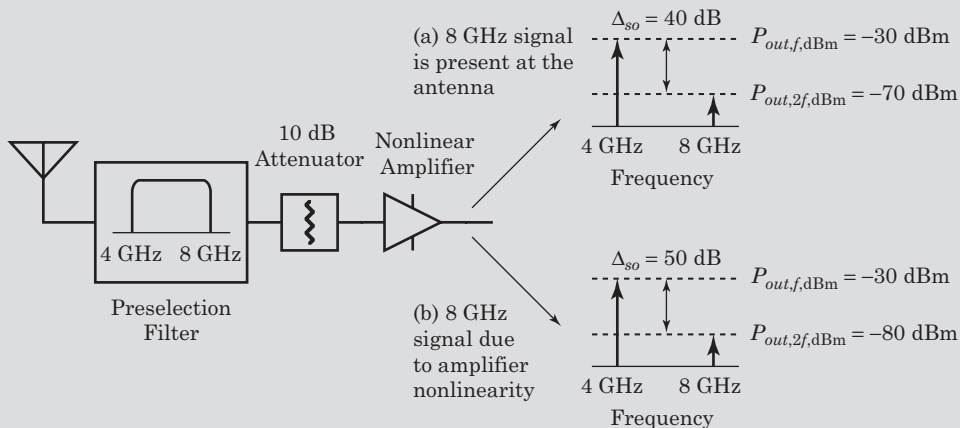 (a) 8 GHz signal
is present at the
antenna
Δso = 40 dB
Pout,f,dBm = –30 dBm
Pout,2f,dBm = –70 dBm
4 GHz 8 GHz
Frequency
10 dB
Attenuator
Nonlinear
Amplifier
4 GHz 8 GHz
Preselection
Filter
(b) 8 GHz
signal due
to amplifier
nonlinearity
Δso = 50 dB
Pout,f,dBm = –30 dBm
Pout,2f,dBm = –80 dBm
4 GHz 8 GHz
Frequency